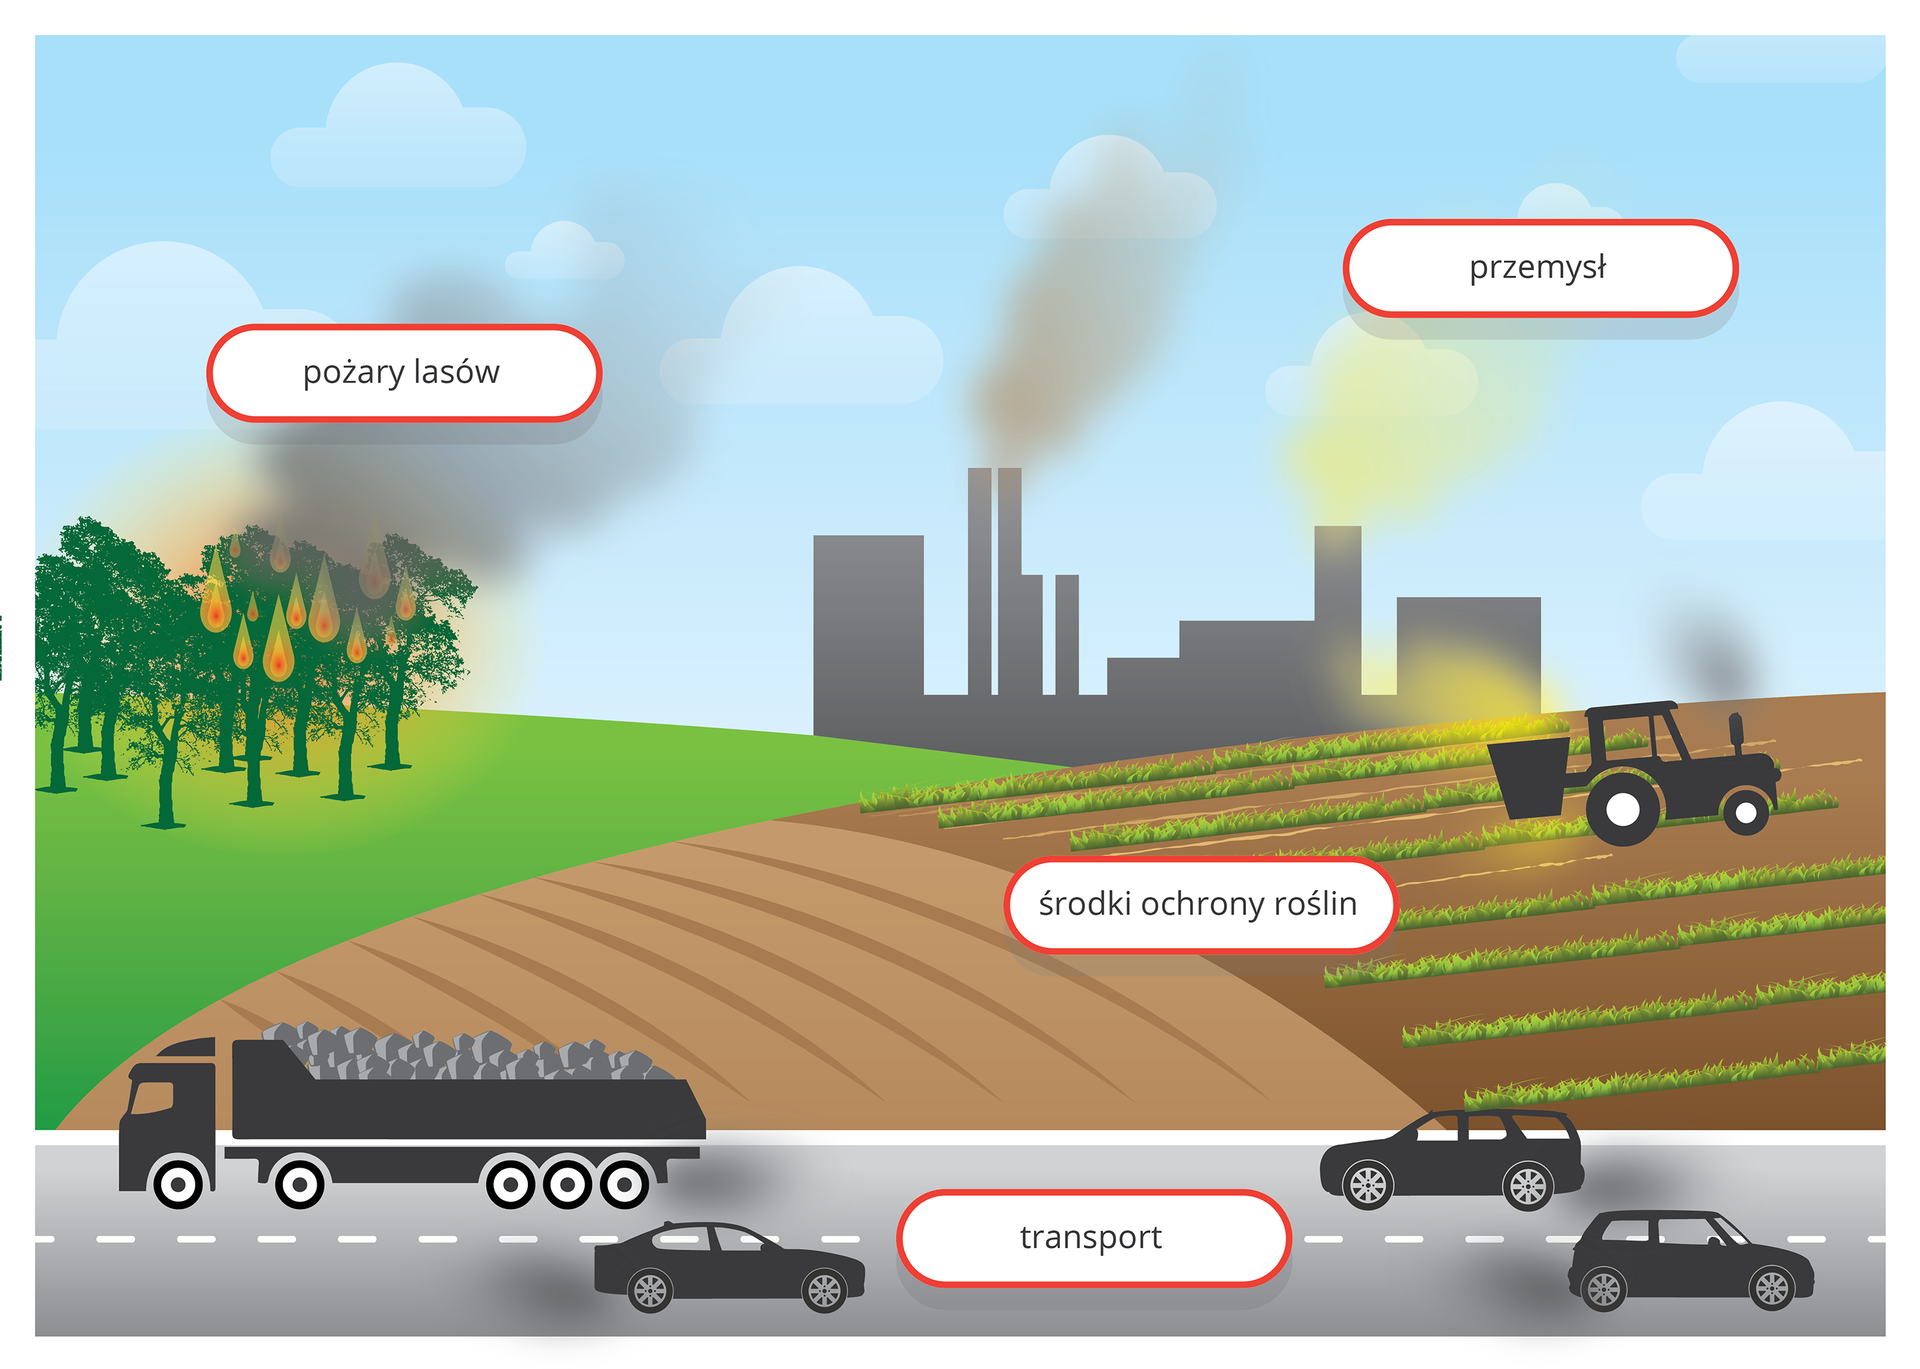 przemysł
pożary lasów
środki ochrony roślin
transport